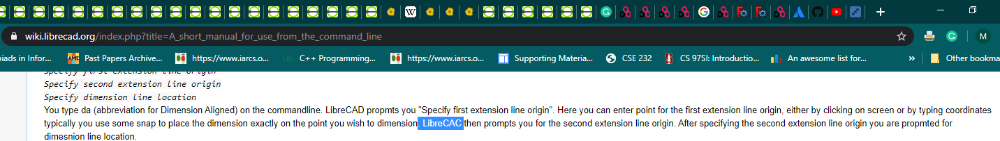 wiki.librecad.org/index.php?title=A_short_manual_for_use_from_the_command_line
M
iads in Infor... Past Papers Archive... https://www.iarcs.o... C++ Programming... https://www.iarcs.o... Supporting Materia... CSE 232 CS 97SI: Introductio... An awesome list for... » Other bookma
Specify first extension line origin
Specify second extension line origin
Specify dimension line location
You type da (abbreviation for Dimension Aligned) on the commandline. LibreCAD propmts you "Specify first extension line origin". Here you can enter point for the first extension line origin, either by clicking on screen or by typing coordinates
typically you use some snap to place the dimension exactly on the point you wish to dimension. LibreCAC then prompts you for the second extension line origin. After specifying the second extension line origin you are propmted for
dimesnion line location.